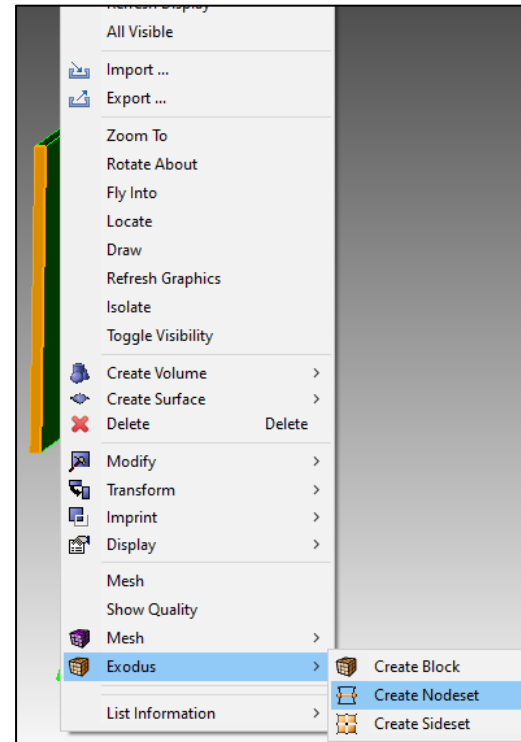 Refresh Display
All Visible
Import ...
Export ...
Zoom To
Rotate About
Fly Into
Locate
Draw
Refresh Graphics
Isolate
Toggle Visibility
Create Volume
Create Surface
Delete Delete
Modify
Transform
Imprint
Display
Mesh
Show Quality
Mesh
Exodus
Create Block
Create Nodeset
Create Sideset
List Information